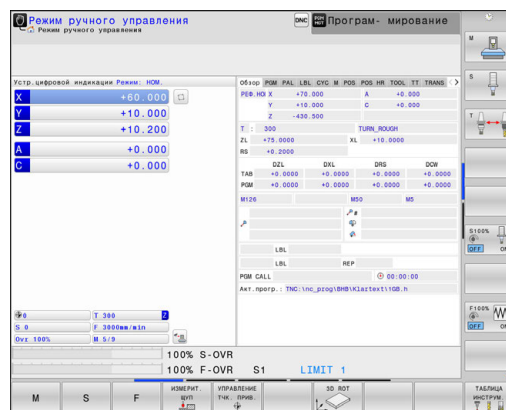 Режим ручного управления
Режим ручного управления
DNC
PGM MGT
Програм- мирование
Устр.цифровой индикации Режим: НОМ.
X +60.000
Y +10.000
Z +10.200
A +0.000
C +0.000
Обзор PGM PAL LBL CYC M POS POS HR TOOL TT TRANS
РЕФ.НО X +70.000 A +0.000
Y +10.000 C +0.000
Z -430.500
T : 300 TURN_ROUGH
ZL +75.0000 XL +10.0000
RS +0.2000
DZL DXL DRS DCW
TAB +0.0000 +0.0000 +0.0000 +0.0000
PGM +0.0000 +0.0000 +0.0000 +0.0000
M126 M50 M5
LBL
LBL REP
PGM CALL 00:00:00
Акт.прогр.: TNC:\nc_prog\BHB\Klartext\1GB.h
0 T 300 Z
S 0 F 3000mm/min
Ovr 100% M 5/9
100% S-OVR
100% F-OVR S1 LIMIT 1
M
S
T
S100%
OFF ON
F100%
OFF ON
M
S
F
ИЗМЕРИТ. ЩУП
УПРАВЛЕНИЕ ТЧК. ПРИВ.
3D ROT
ТАБЛИЦА ИНСТРУМ.